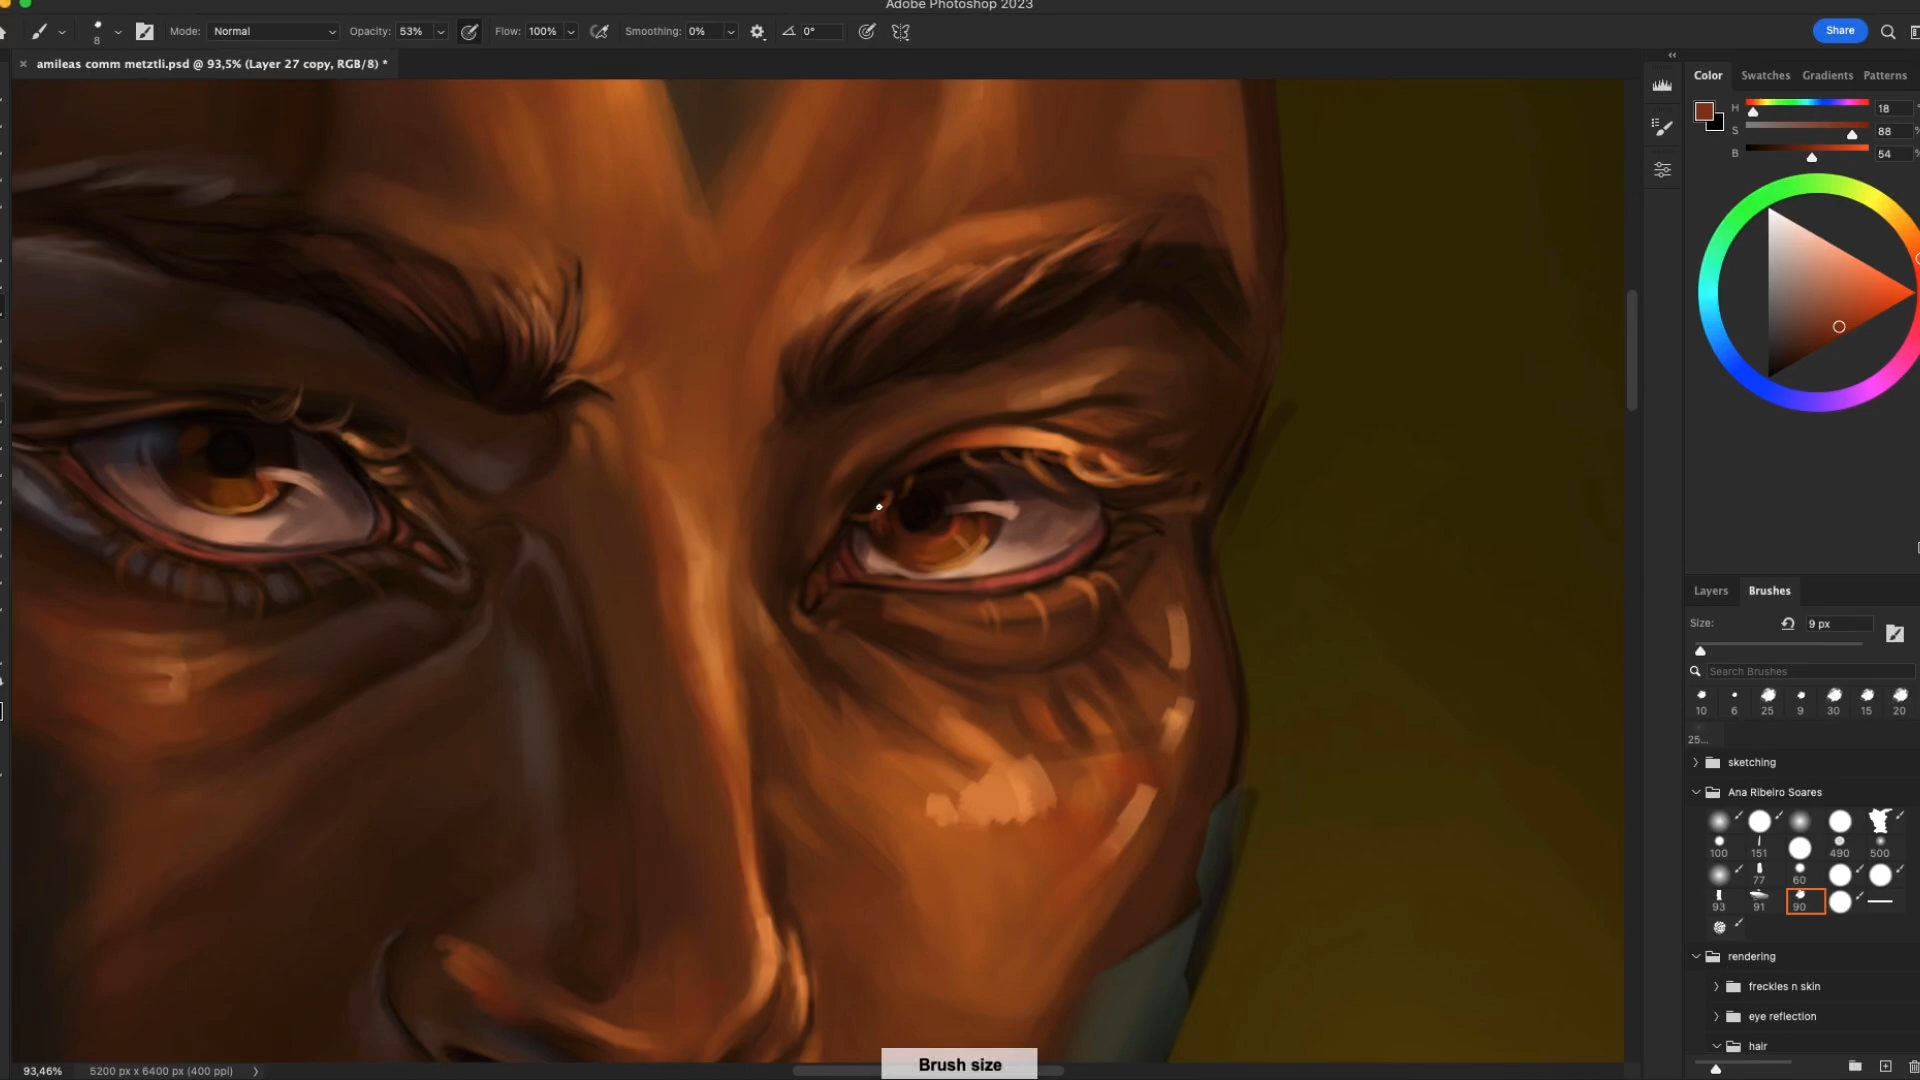 Adobe Photoshop 2023
8
Mode: Normal
Opacity: 53%
Flow: 100%
Smoothing: 0%
0°
Share
× amileas comm metztli.psd @ 93,5% (Layer 27 copy, RGB/8) *
Color Swatches Gradients Patterns
H 18 °
S 88 %
B 54 %
Layers Brushes
Size: 9 px
Search Brushes
10 6 25 9 30 15 20
25...
sketching
Ana Ribeiro Soares
100 151 490 500
77 60
93 91 90
rendering
freckles n skin
eye reflection
hair
Brush size
93,46% 5200 px x 6400 px (400 ppi)